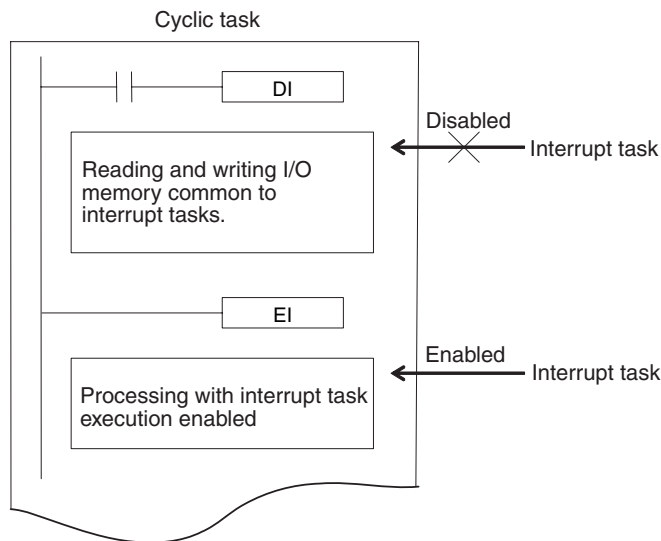 Cyclic task
DI
Disabled
Interrupt task
Reading and writing I/O
memory common to
interrupt tasks.
EI
Enabled
Interrupt task
Processing with interrupt task
execution enabled